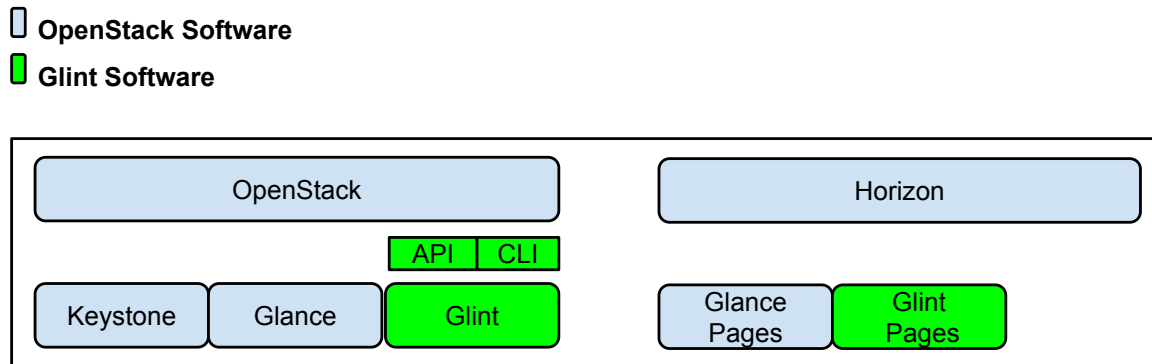 OpenStack Software
Glint Software
OpenStack
Horizon
API
CLI
Keystone
Glance
Glint
Glance
Pages
Glint
Pages